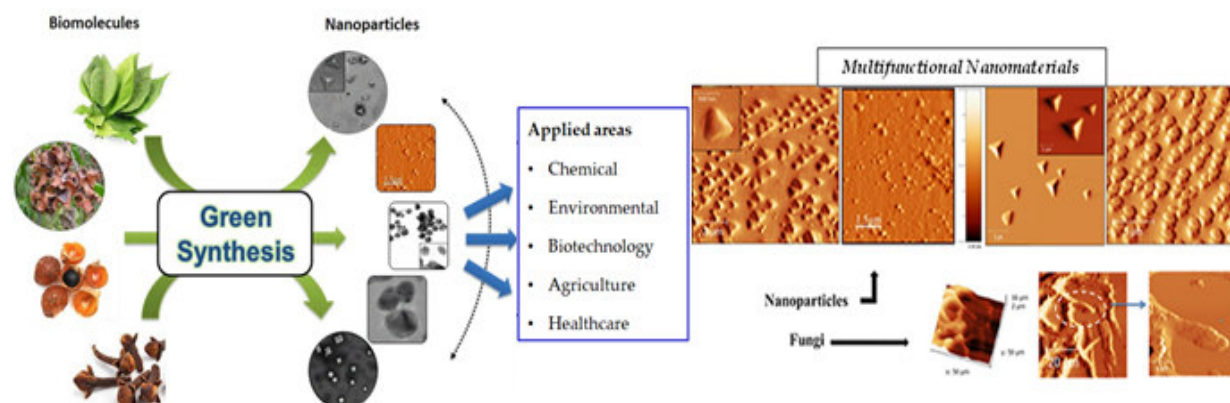 Biomolecules
Nanoparticles
Green
Synthesis
Applied areas
• Chemical
• Environmental
• Biotechnology
• Agriculture
• Healthcare
Multifunctional Nanomaterials
Nanoparticles
Fungi